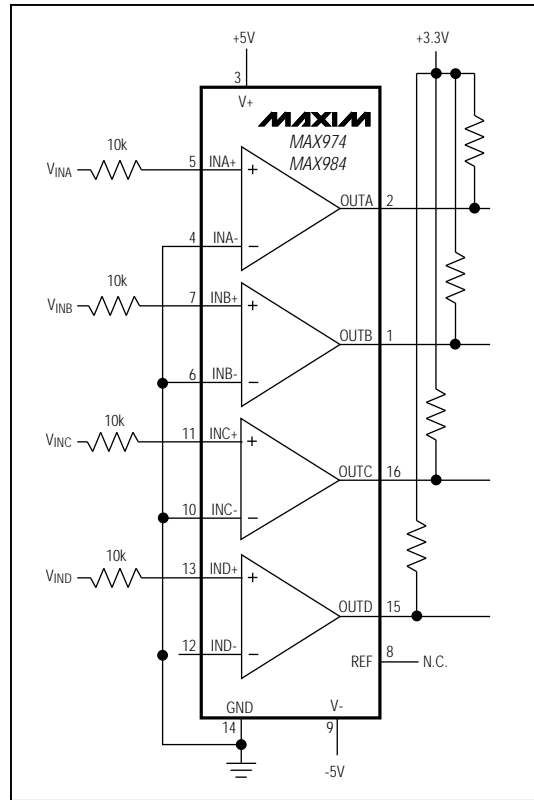 +5V
+3.3V
3
V+
MAXIM
MAX974
MAX984
10k
VINA
5
INA+
+
OUTA
2
4
INA-
−
10k
VINB
7
INB+
+
OUTB
1
6
INB-
−
10k
VINC
11
INC+
+
OUTC
16
10
INC-
−
10k
VIND
13
IND+
+
OUTD
15
12
IND-
−
REF
8
N.C.
GND
V-
14
9
-5V